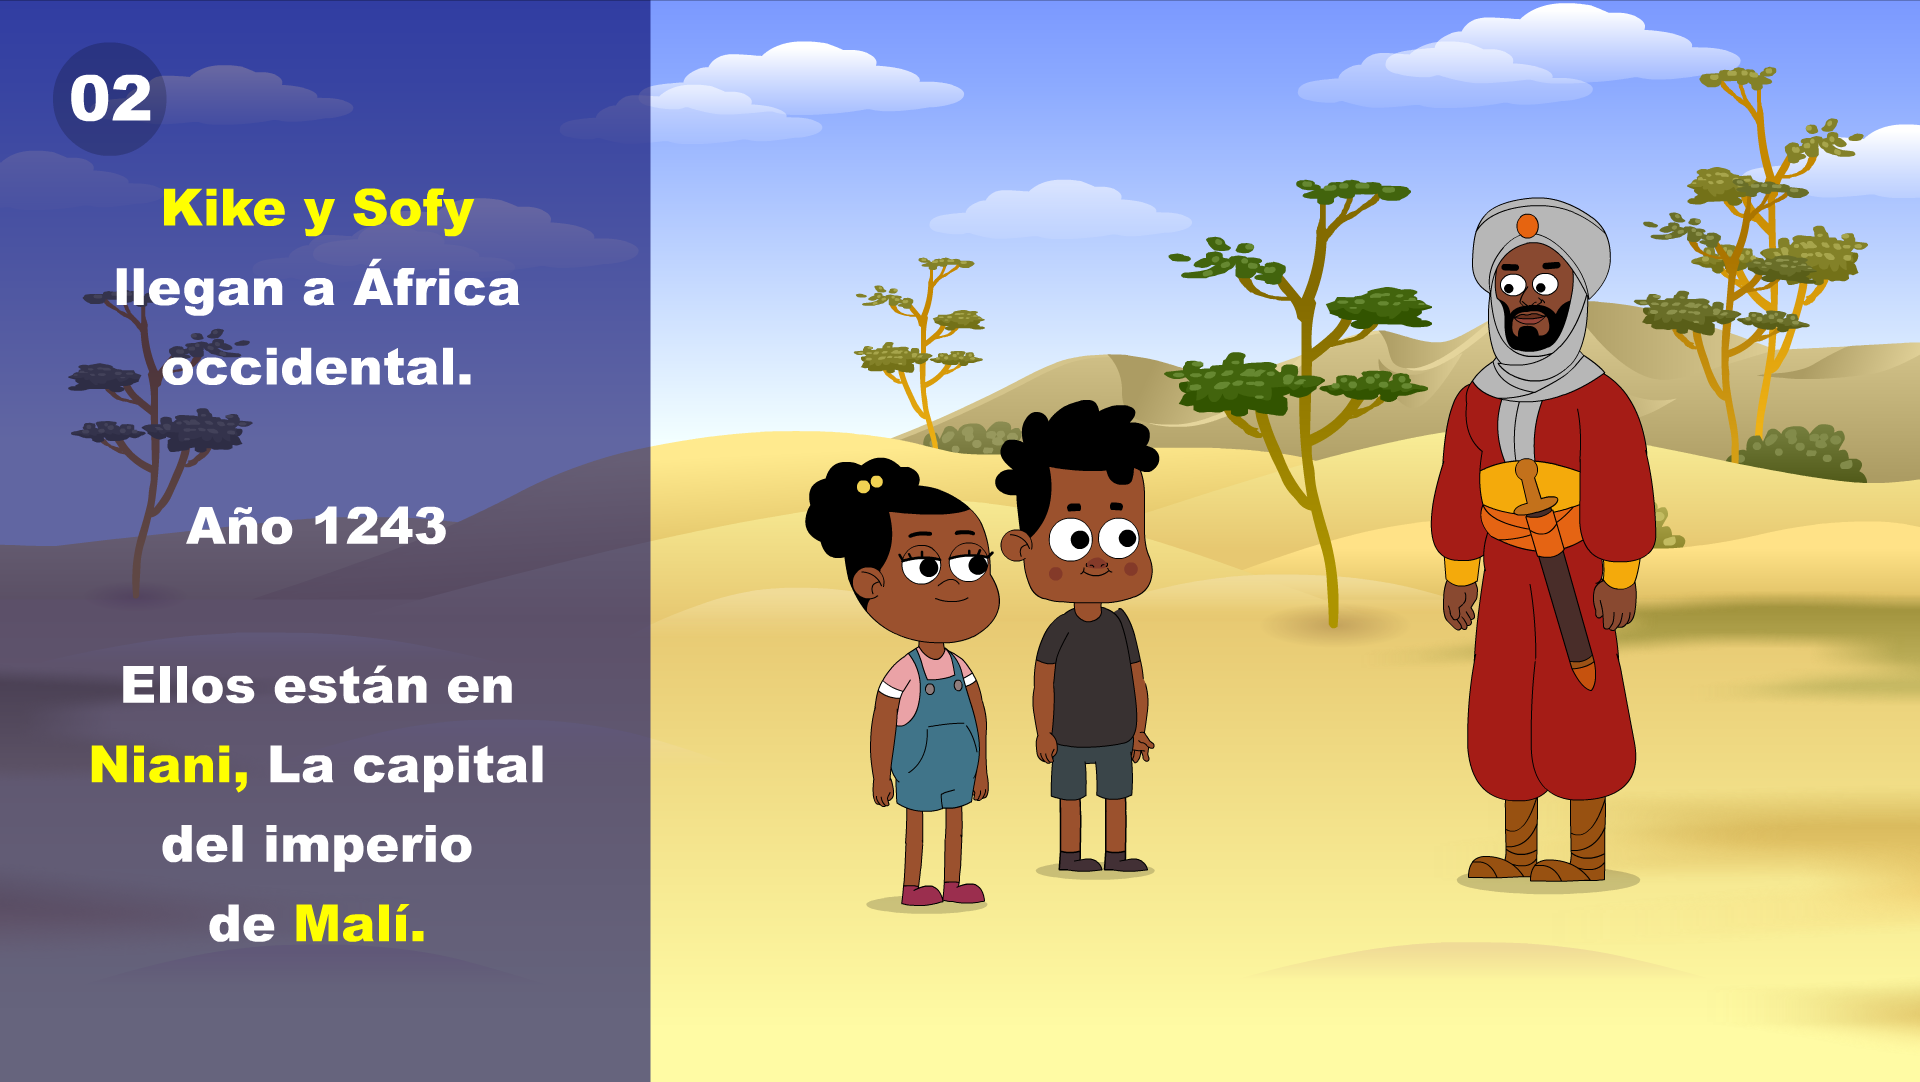 02
Kike y Sofy
llegan a África
occidental.
Año 1243
Ellos están en
Niani, La capital
del imperio
de Malí.